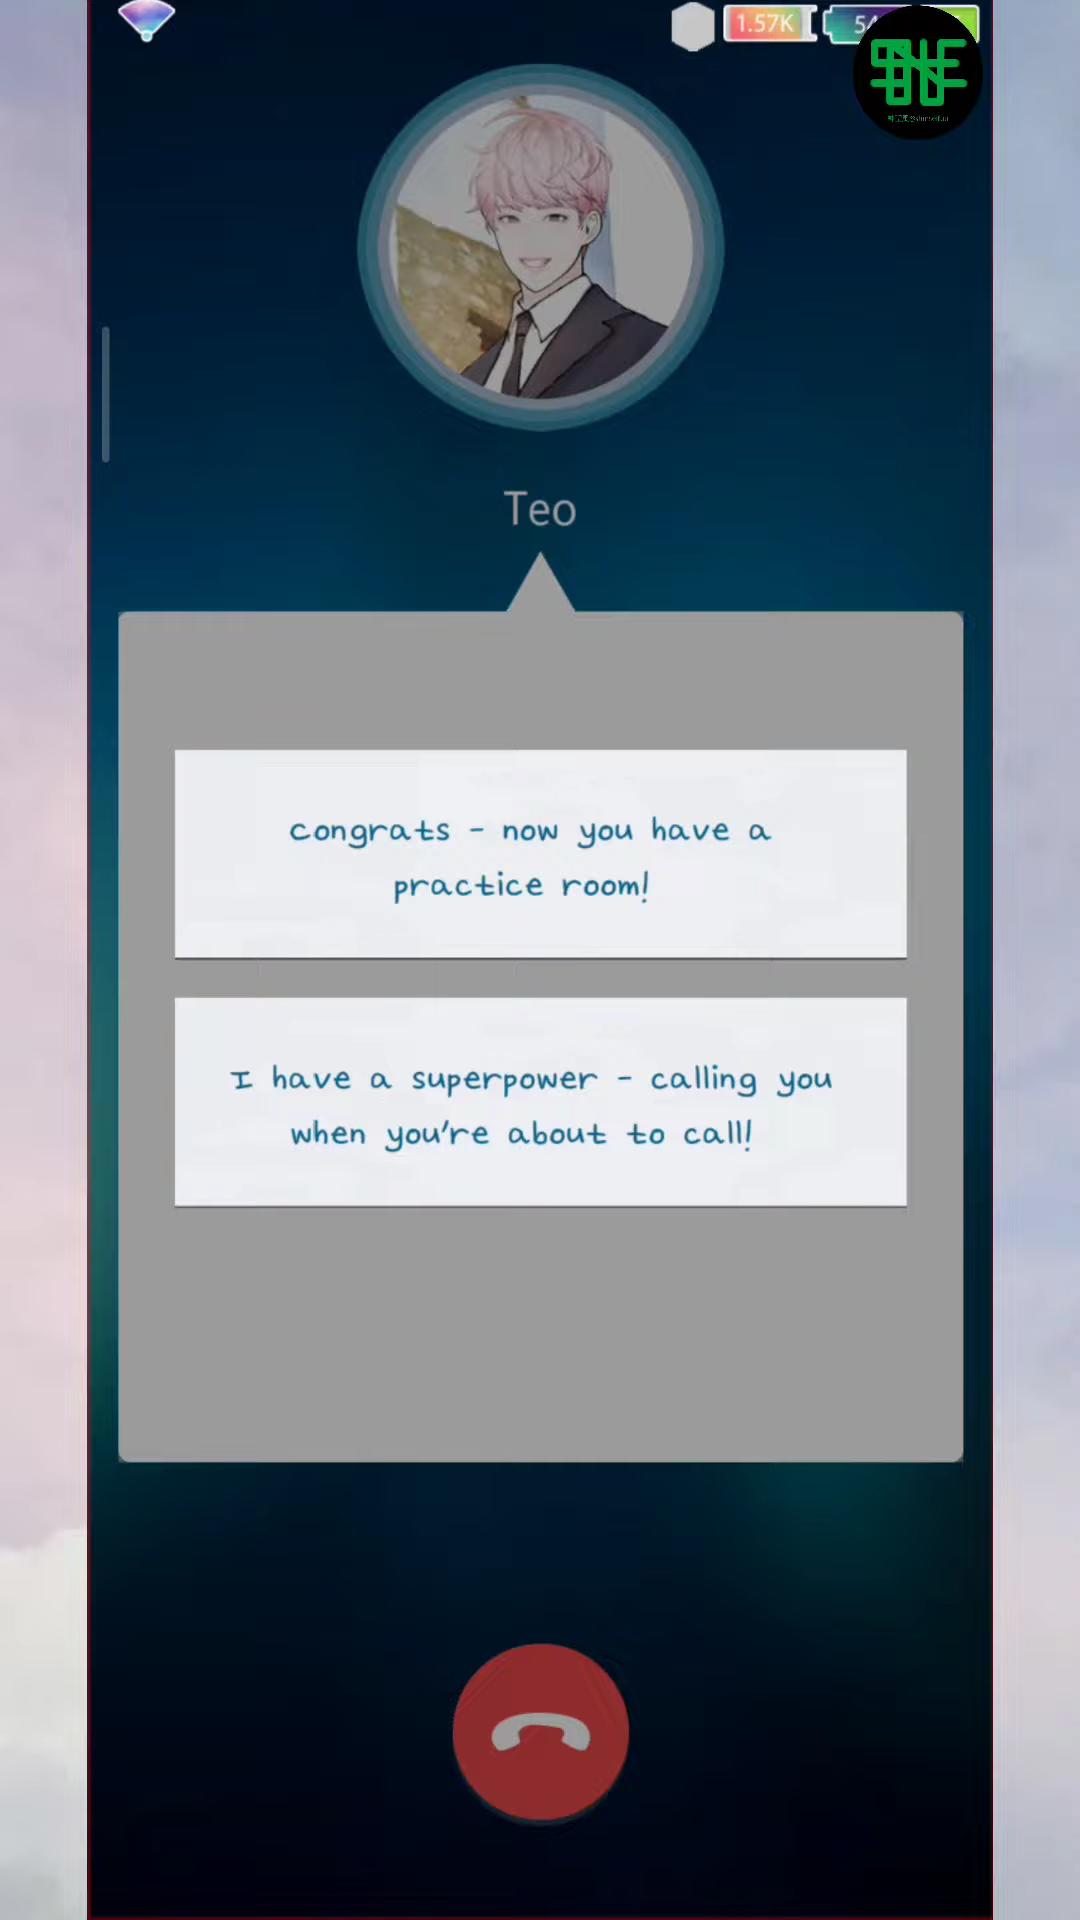 1.57K
54
Teo
congrats - now you have a
practice room!
I have a superpower - calling you
when you're about to call!